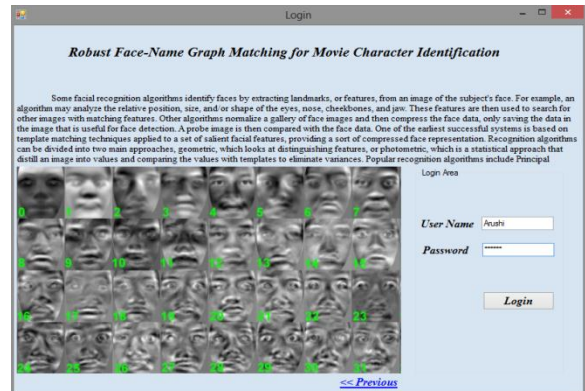 Login
Robust Face-Name Graph Matching for Movie Character Identification
Some facial recognition algorithms identify faces by extracting landmarks, or features, from an image of the subject's face. For example, an
algorithm may analyze the relative position, size, and/or shape of the eyes, nose, cheekbones, and jaw. These features are then used to search for
other images with matching features. Other algorithms normalize a gallery of face images and then compress the face data, only saving the data in
the image that is useful for face detection. A probe image is then compared with the face data. One of the earliest successful systems is based on
template matching techniques applied to a set of salient facial features, providing a sort of compressed face representation. Recognition algorithms
can be divided into two main approaches, geometric, which looks at distinguishing features, or photometric, which is a statistical approach that
distill an image into values and comparing the values with templates to eliminate variances. Popular recognition algorithms include Principal
Login Area
0 1 2 3 4 5 6 7
User Name Arushi
8 9 10 11 12 13 14 15
Password ******
16 17 18 19 20 21 22 23
Login
24 25 26 27 28 29 30 31
<< Previous